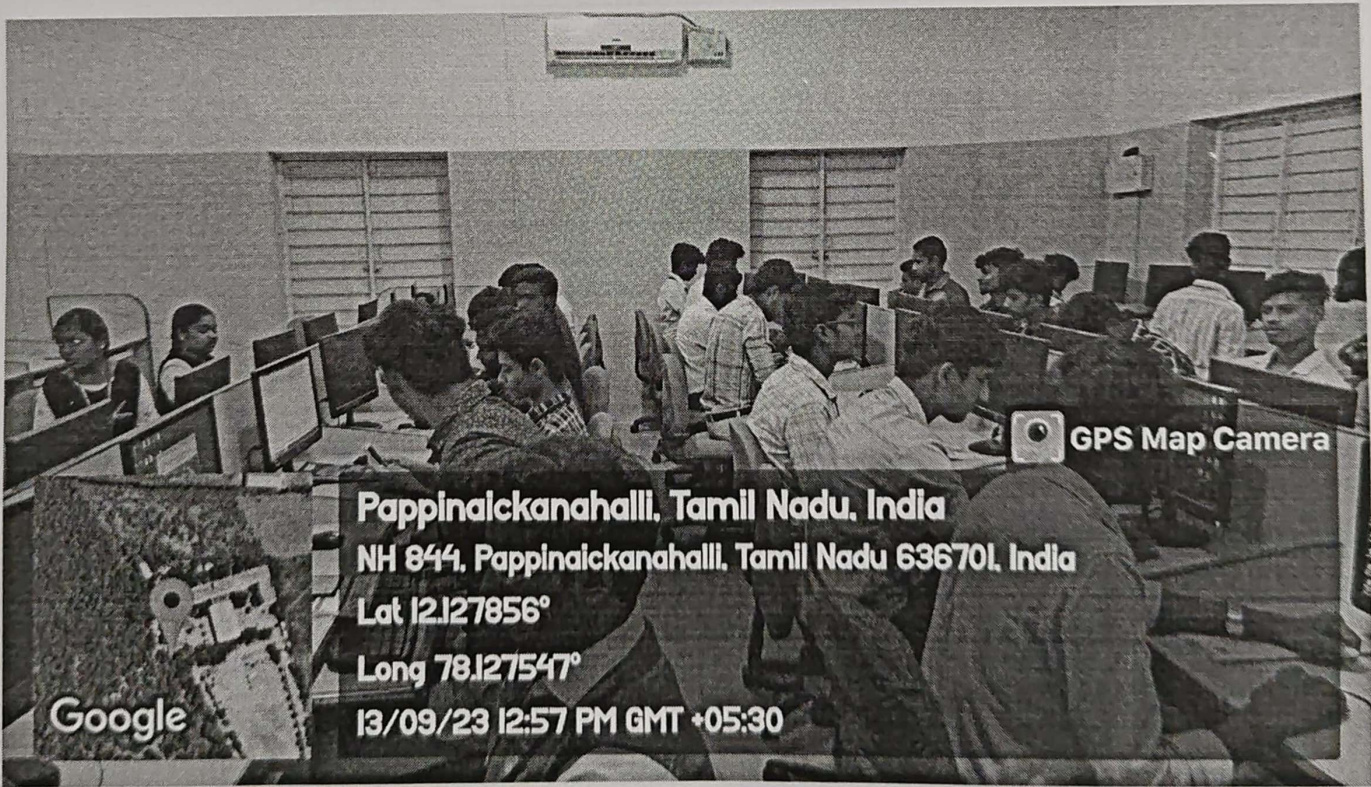 GPS Map Camera
Pappinaickanahalli, Tamil Nadu, India
NH 844, Pappinaickanahalli, Tamil Nadu 636701, India
Lat 12.127856°
Long 78.127547°
13/09/23 12:57 PM GMT +05:30
Google